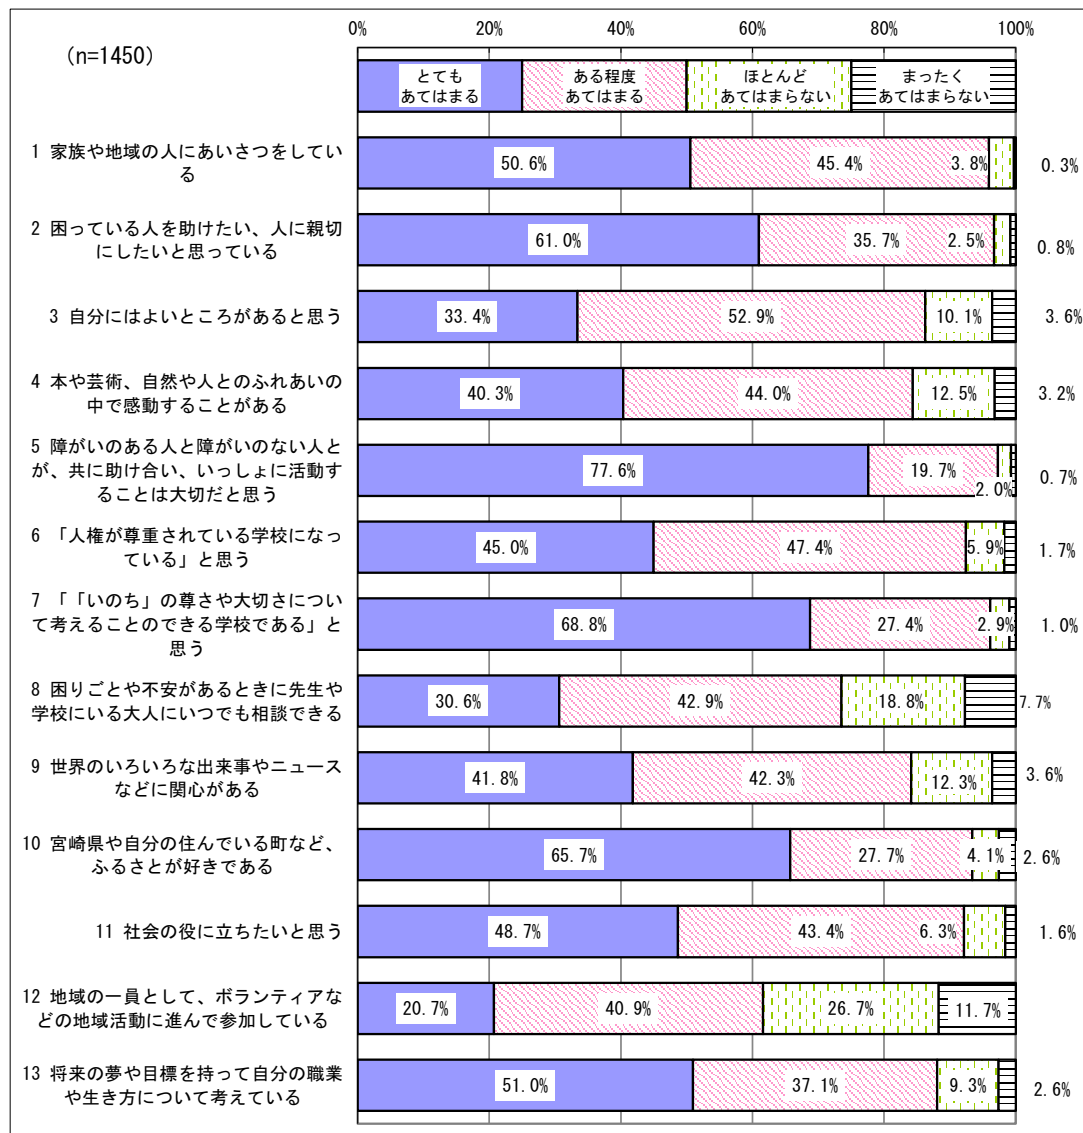 0% 20% 40% 60% 80% 100%
(n=1450)
とても
あてはまる
ある程度
あてはまる
ほとんど
あてはまらない
まったく
あてはまらない
1 家族や地域の人にあいさつをしてい
る
50.6% 45.4% 3.8% 0.3%
2 困っている人を助けたい、人に親切
にしたいと思っている
61.0% 35.7% 2.5% 0.8%
3 自分にはよいところがあると思う
33.4% 52.9% 10.1% 3.6%
4 本や芸術、自然や人とのふれあいの
中で感動することがある
40.3% 44.0% 12.5% 3.2%
5 障がいのある人と障がいのない人と
が、共に助け合い、いっしょに活動す
ることは大切だと思う
77.6% 19.7% 2.0% 0.7%
6 「人権が尊重されている学校になっ
ている」と思う
45.0% 47.4% 5.9% 1.7%
7 「「いのち」の尊さや大切さについ
て考えることのできる学校である」と
思う
68.8% 27.4% 2.9% 1.0%
8 困りごとや不安があるときに先生や
学校にいる大人にいつでも相談できる
30.6% 42.9% 18.8% 7.7%
9 世界のいろいろな出来事やニュース
などに関心がある
41.8% 42.3% 12.3% 3.6%
10 宮崎県や自分の住んでいる町など、
ふるさとが好きである
65.7% 27.7% 4.1% 2.6%
11 社会の役に立ちたいと思う
48.7% 43.4% 6.3% 1.6%
12 地域の一員として、ボランティアな
どの地域活動に進んで参加している
20.7% 40.9% 26.7% 11.7%
13 将来の夢や目標を持って自分の職業
や生き方について考えている
51.0% 37.1% 9.3% 2.6%